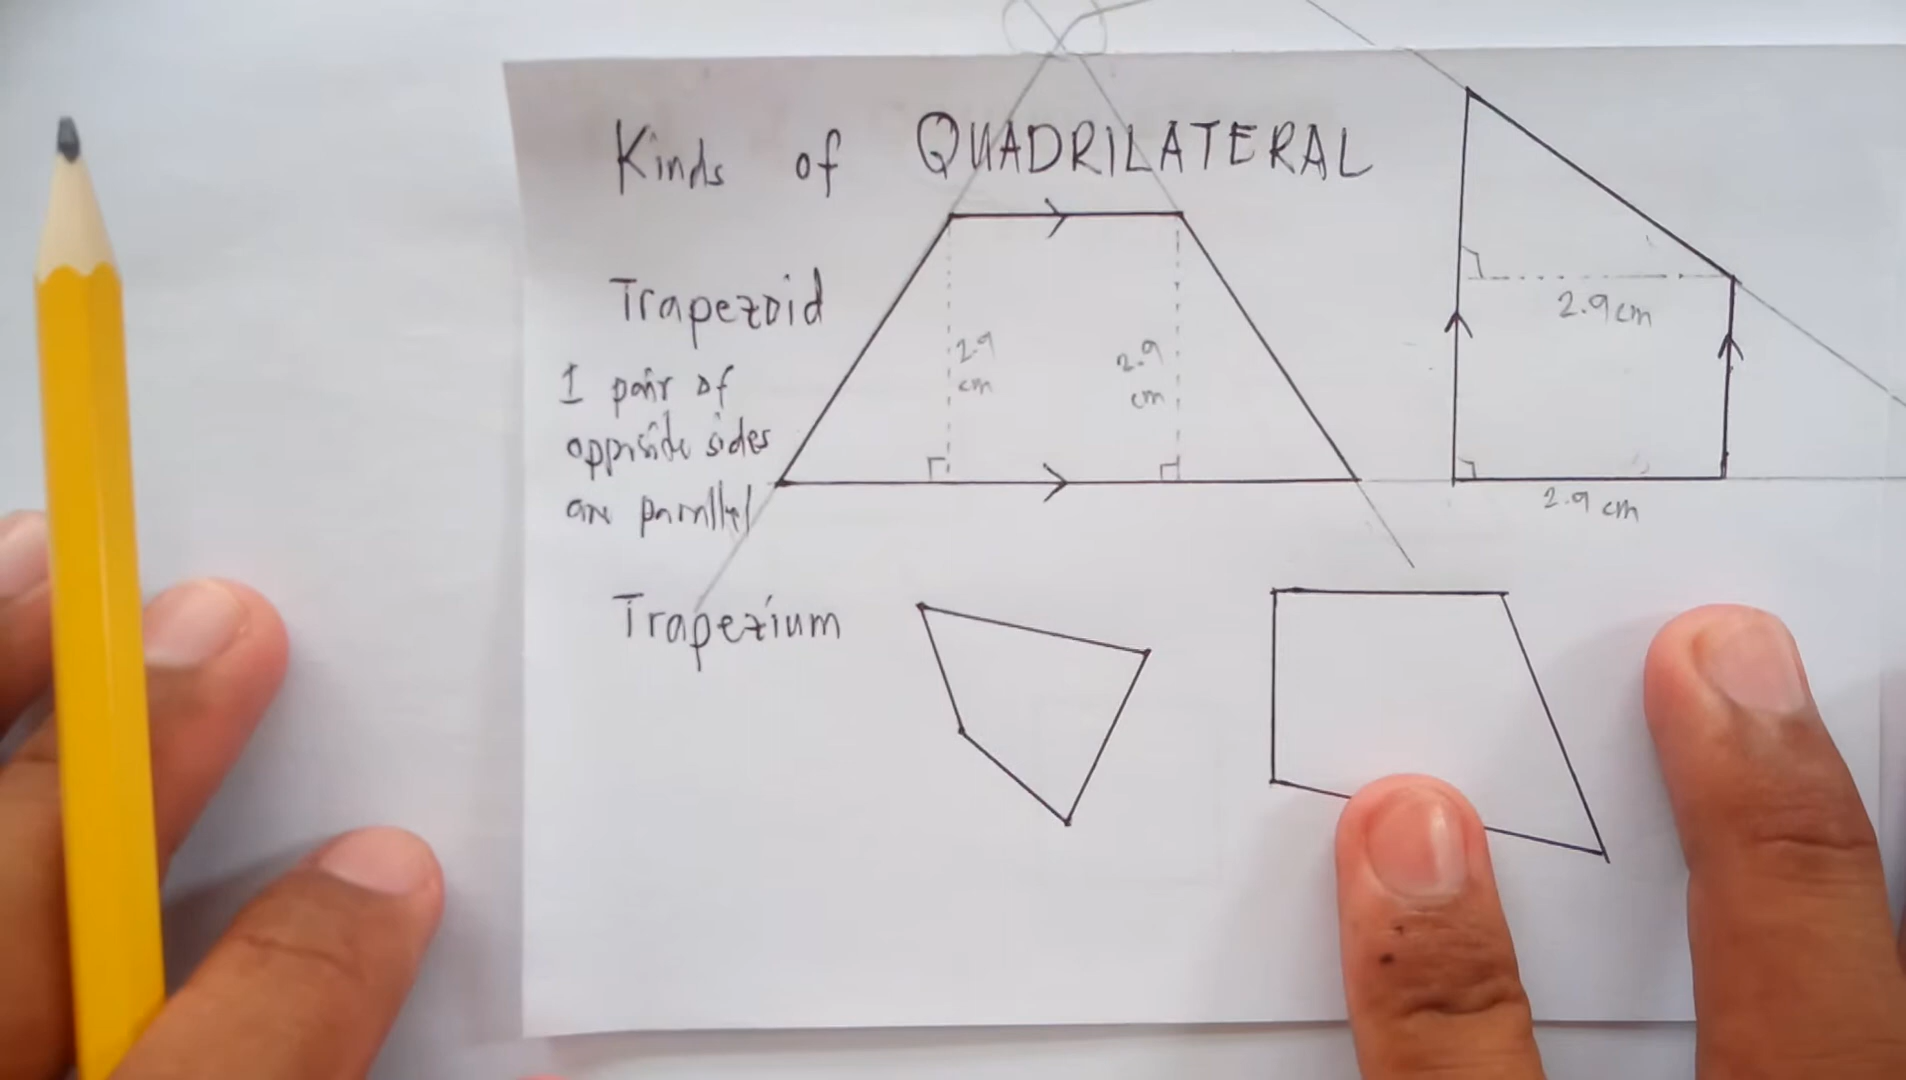 Kinds of QUADRILATERAL
Trapezoid
1 pair of
opposite sides
are parallel
2.9
cm
2.9
cm
2.9 cm
2.9 cm
Trapezium